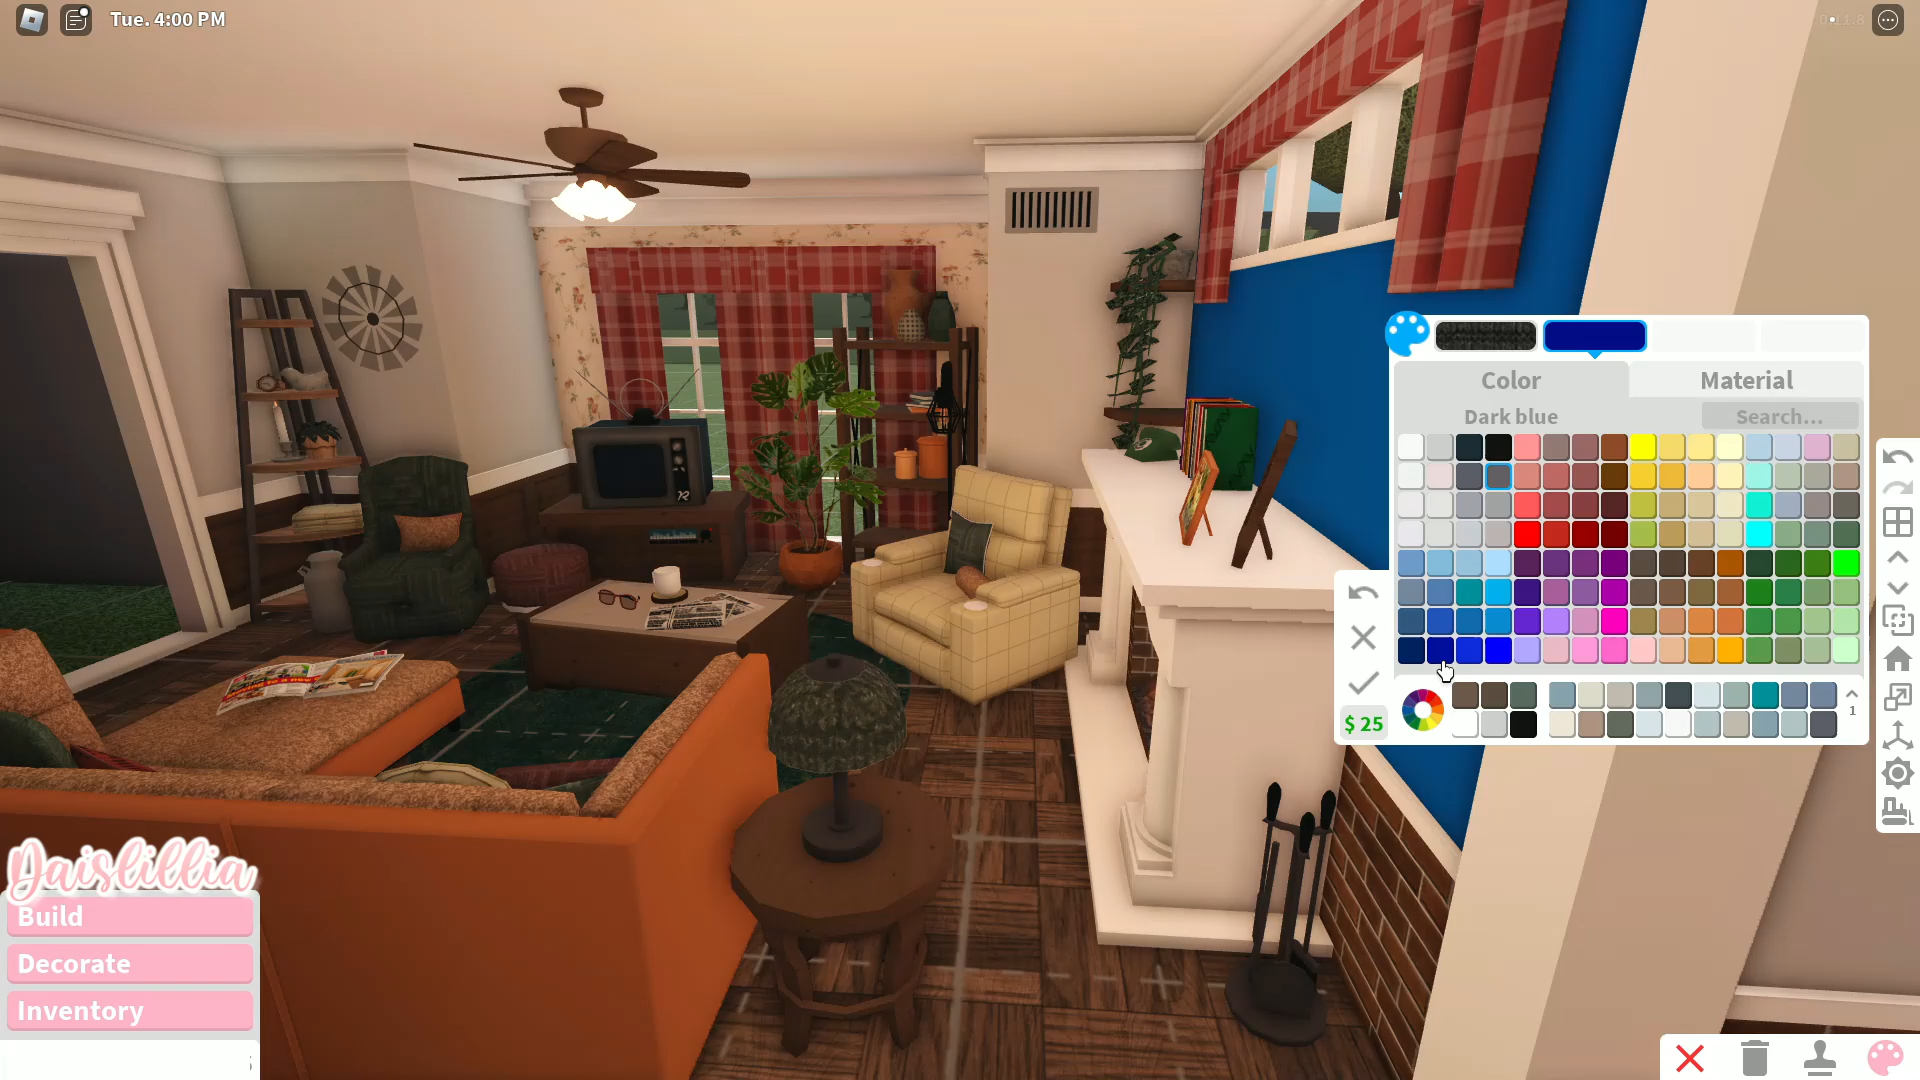 Tue. 4:00 PM
Color
Material
Dark blue
Search...
1
$ 25
Daislillia
Build
Decorate
Inventory